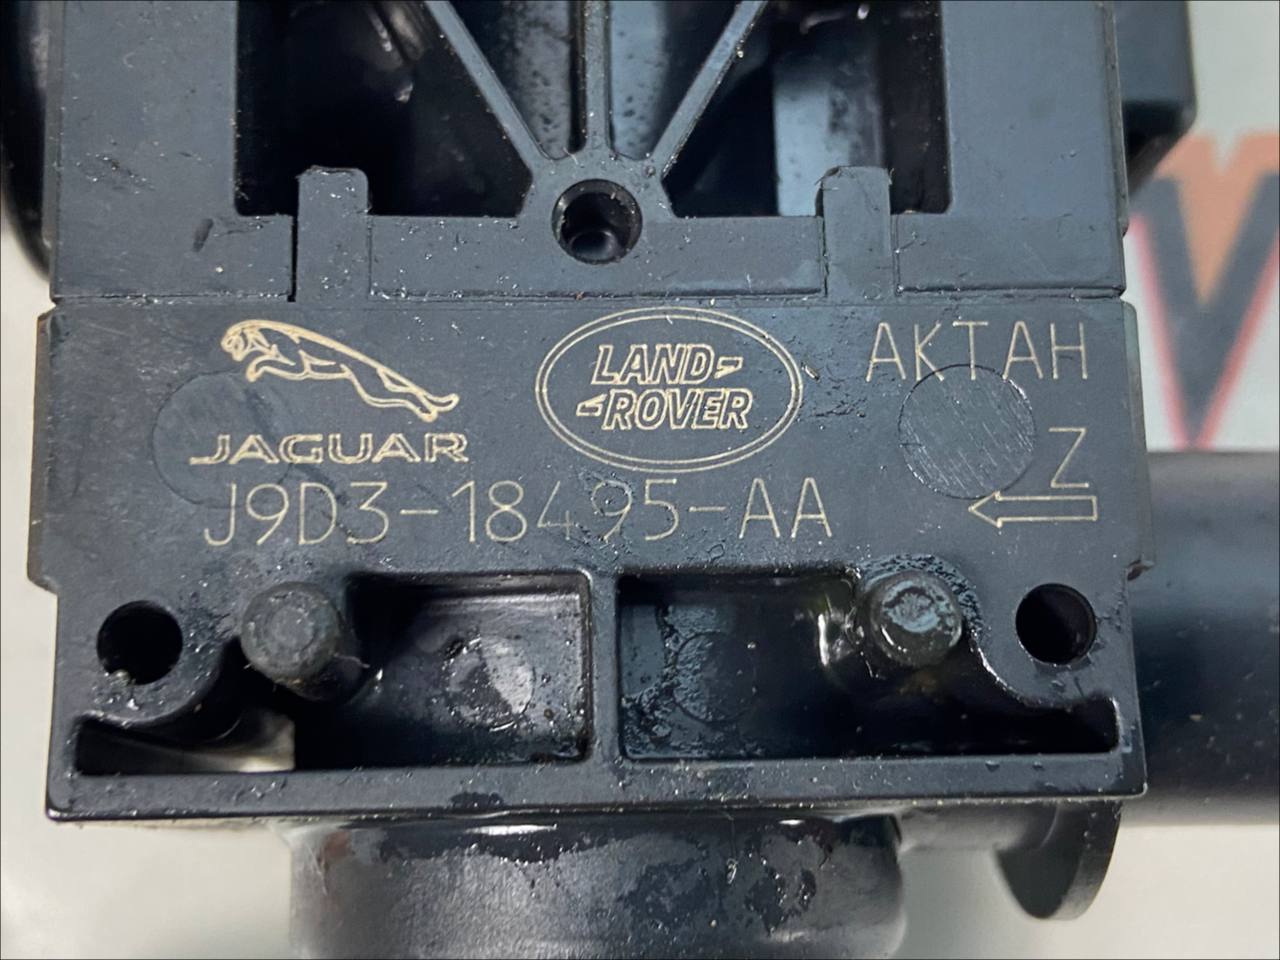 JAGUAR
LAND-
-ROVER
AKTAH
Z
J9D3-18495-AA